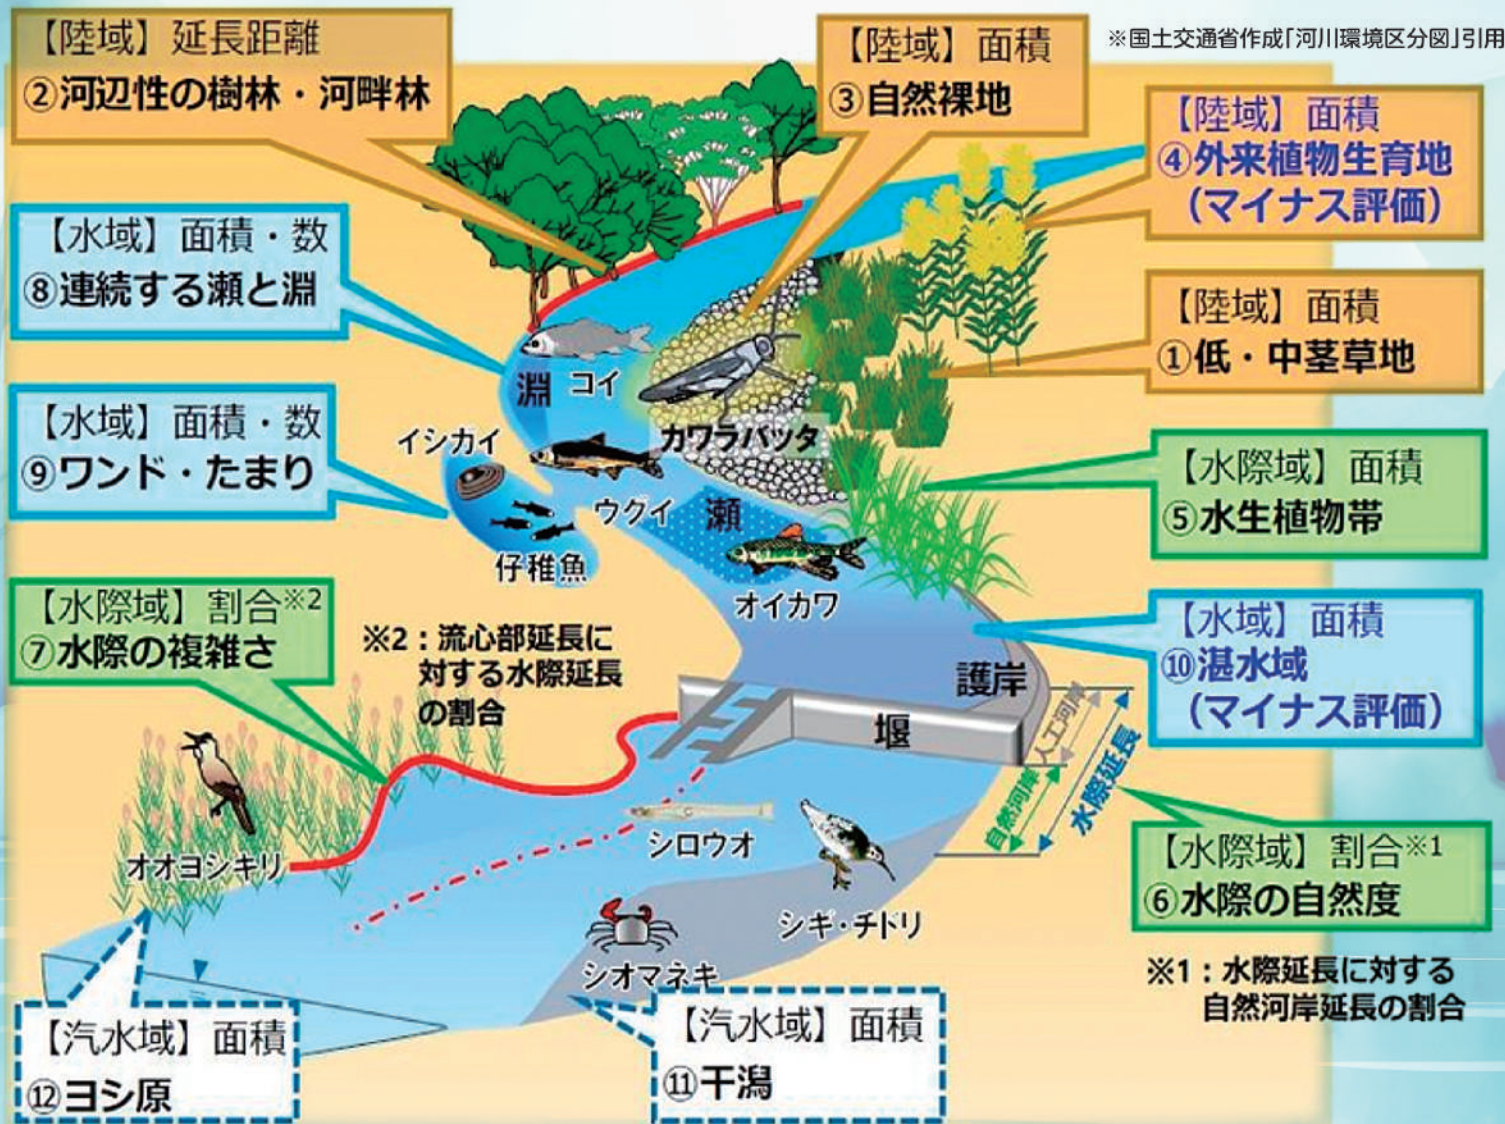 【陸域】延長距離
②河辺性の樹林・河畔林
【陸域】面積
③自然裸地
※国土交通省作成「河川環境区分図」引用
【陸域】面積
④外来植物生育地
（マイナス評価）
【水域】面積・数
⑧連続する瀬と淵
【陸域】面積
①低・中茎草地
淵
コイ
カワラバッタ
【水域】面積・数
⑨ワンド・たまり
イシカイ
ウグイ
瀬
仔稚魚
オイカワ
【水際域】面積
⑤水生植物帯
【水際域】割合※2
⑦水際の複雑さ
※2：流心部延長に
対する水際延長
の割合
【水域】面積
⑩湛水域
（マイナス評価）
護岸
堰
人工河岸
自然河岸
水際延長
オオヨシキリ
シロウオ
シギ・チドリ
シオマネキ
【水際域】割合※1
⑥水際の自然度
※1：水際延長に対する
自然河岸延長の割合
【汽水域】面積
⑫ヨシ原
【汽水域】面積
⑪干潟